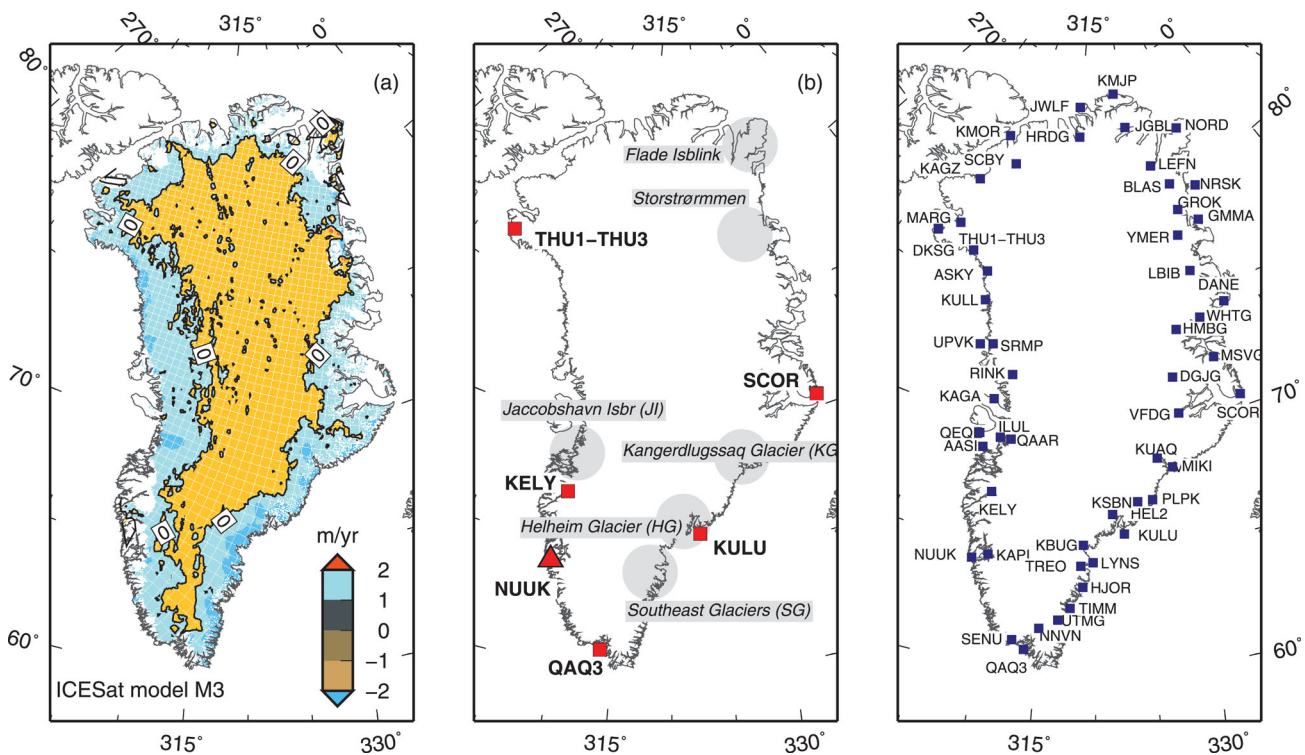 270°
315°
0°
80°
70°
60°
(a)
0
0
0
0
0
0
0
m/yr
2
1
0
−1
−2
ICESat model M3
315°
330°
270°
315°
0°
(b)
Flade Isblink
Storstrørmmen
THU1−THU3
SCOR
Jaccobshavn Isbr (JI)
Kangerdlugssaq Glacier (KG
KELY
Helheim Glacier (HG)
KULU
NUUK
Southeast Glaciers (SG)
QAQ3
315°
330°
270°
315°
0°
80°
70°
60°
KMJP
JWLF
KMOR
HRDG
JGBL
NORD
SCBY
KAGZ
LEFN
BLAS
NRSK
GROK
GMMA
MARG
THU1−THU3
YMER
DKSG
ASKY
LBIB
DANE
KULL
WHTG
HMBG
UPVK
SRMP
MSVG
RINK
DGJG
KAGA
SCOR
VFDG
ILUL
QEQ
QAAR
AASI
KUAQ
MIKI
KELY
KSBN
PLPK
HEL2
KULU
NUUK
KAPI
KBUG
LYNS
TREO
HJOR
TIMM
UTMG
NNVN
SENU
QAQ3
315°
330°